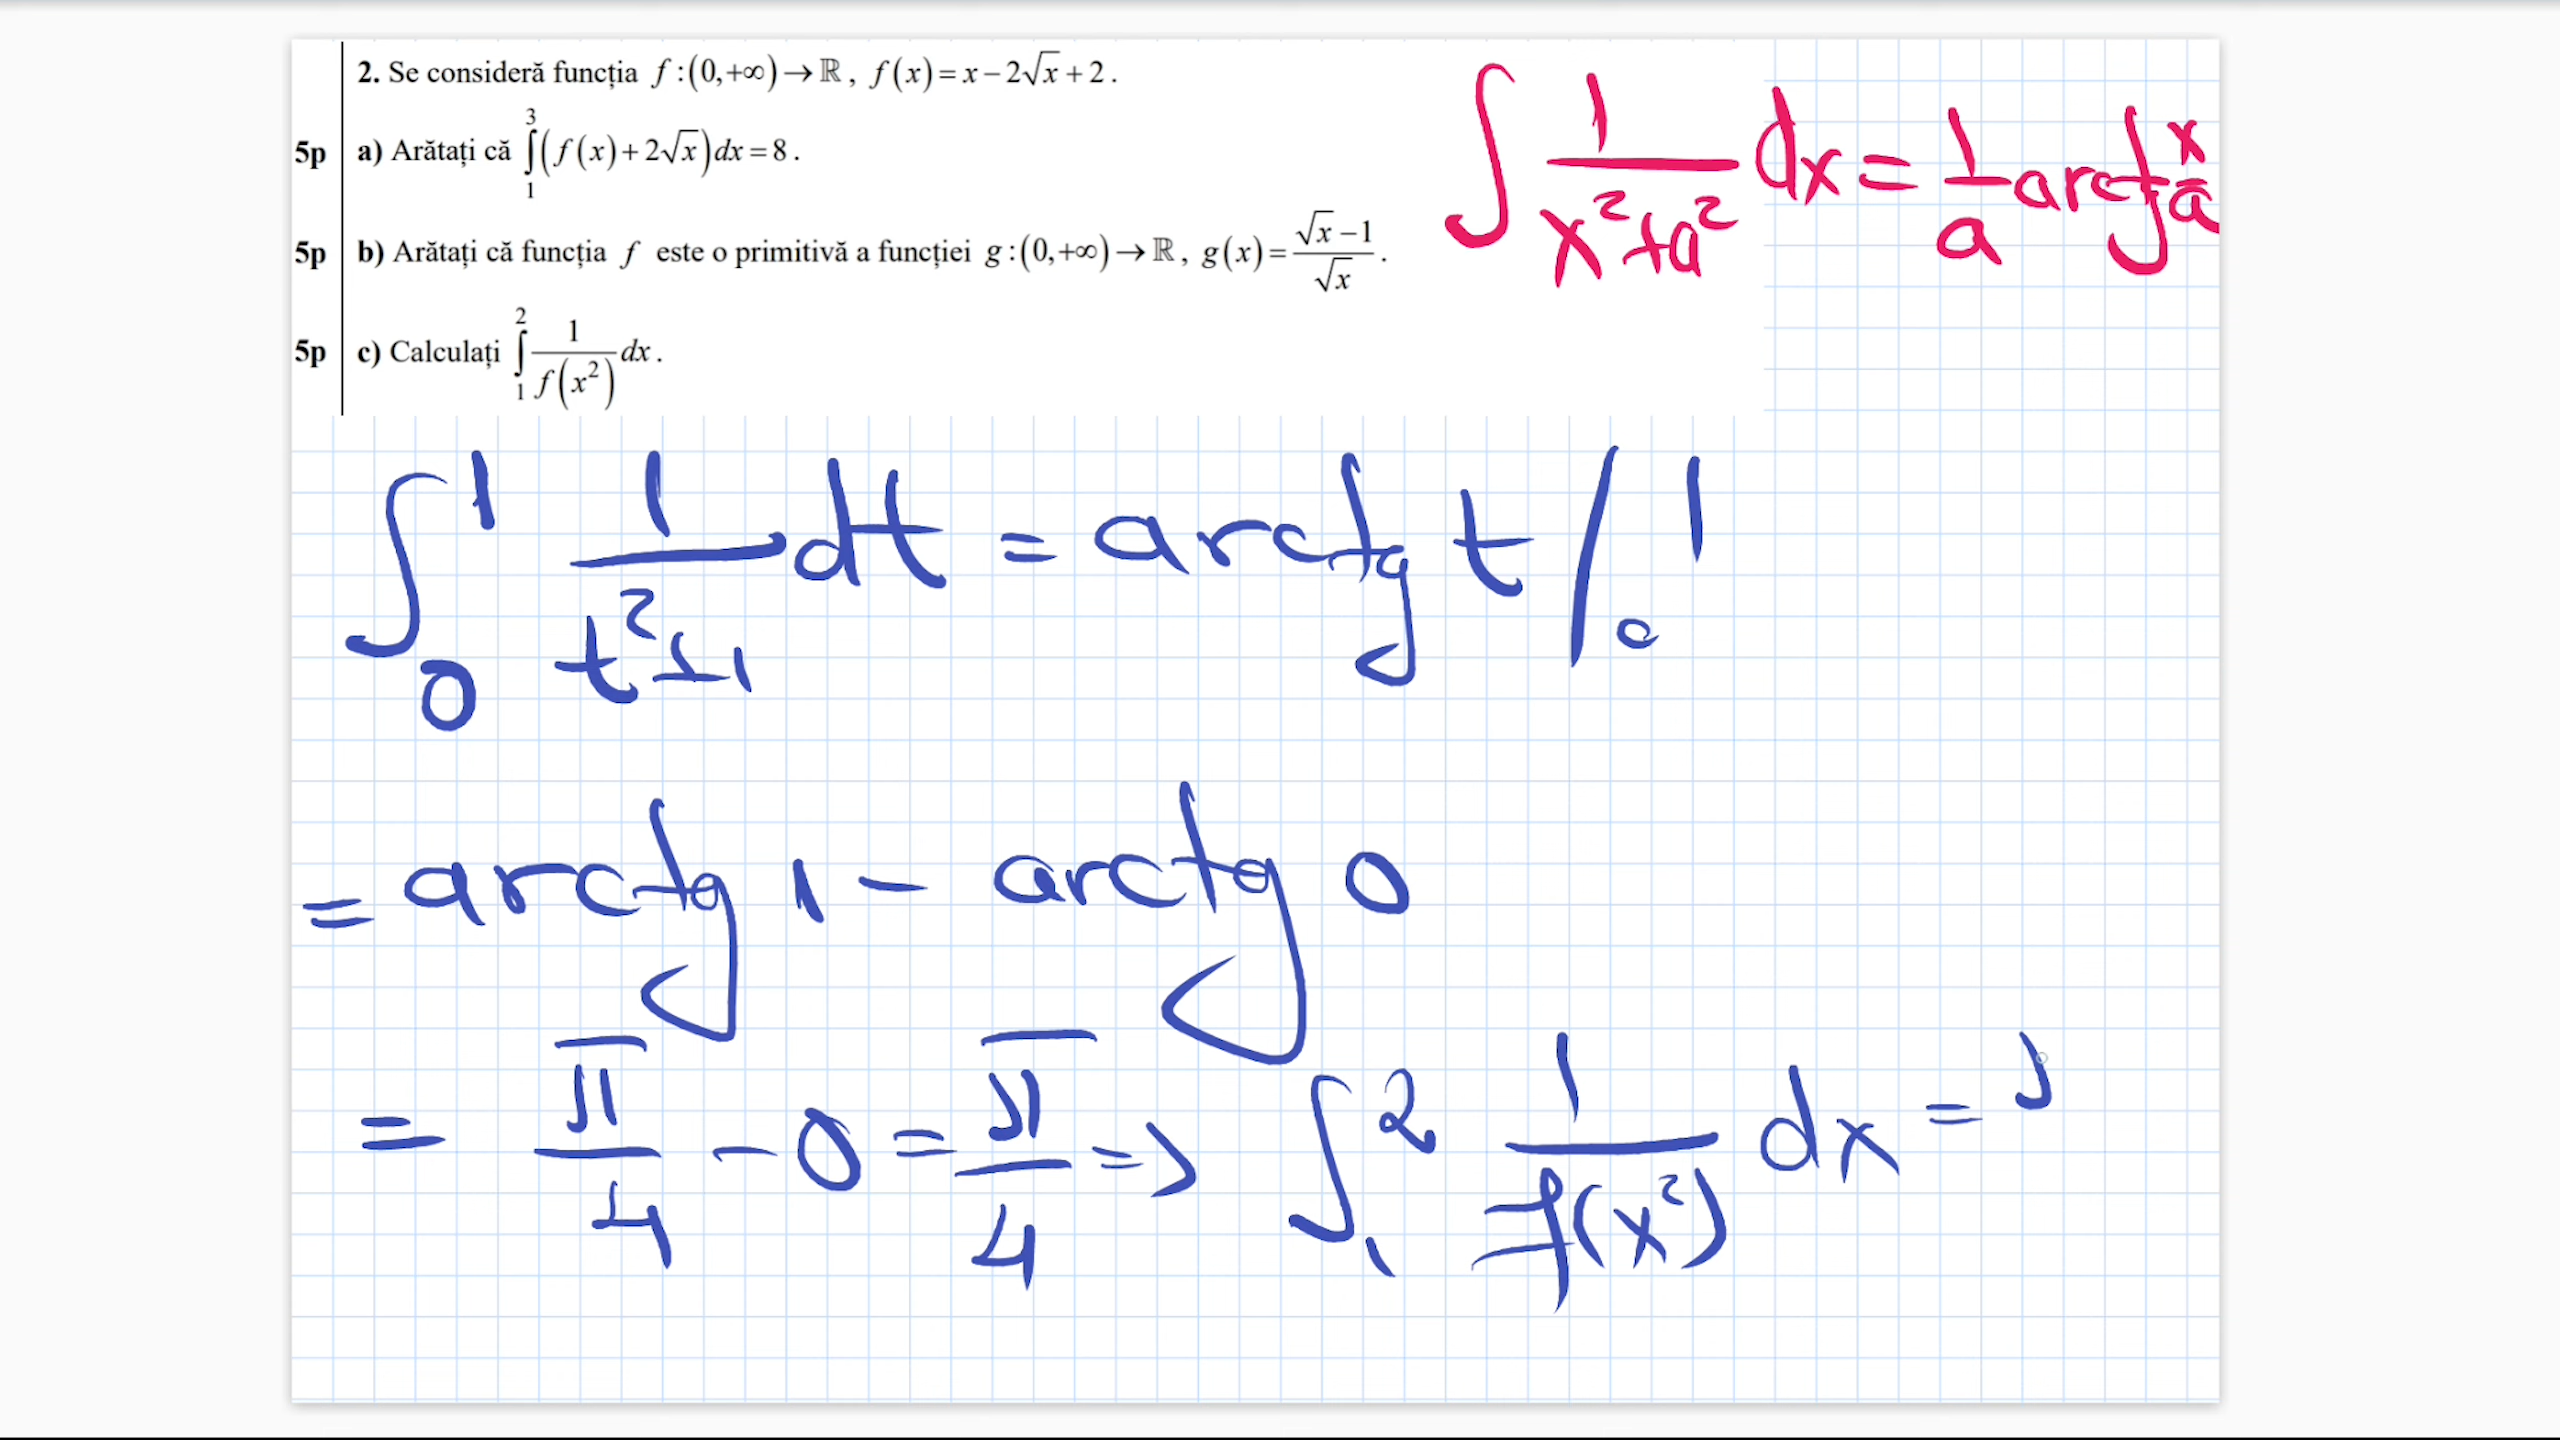 2. Se consideră funcția f:(0,+∞)→ℝ, f(x)=x−2√x+2.
5p a) Arătați că ∫₁³(f(x)+2√x)dx=8.
5p b) Arătați că funcția f este o primitivă a funcției g:(0,+∞)→ℝ, g(x)=(√x−1)/√x.
5p c) Calculați ∫₁² 1/f(x²) dx.
∫ 1/(x²+a²) dx = 1/a arctg x/a
∫₀¹ 1/(t²+1) dt = arctg t /₀¹
= arctg 1 − arctg 0
= π/4 − 0 = π/4 => ∫₁² 1/f(x²) dx =